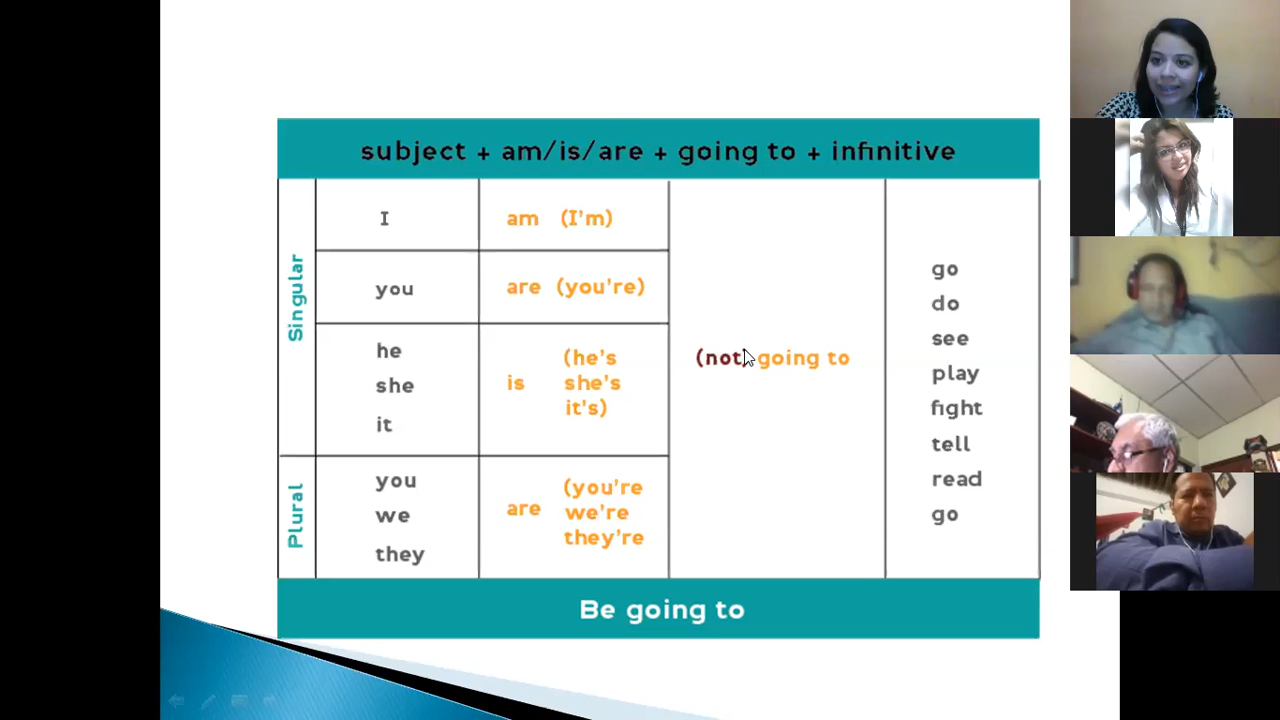 subject + am/is/are + going to + infinitive
Singular
I
am (I'm)
you
are (you're)
he
she
it
is
(he's
she's
it's)
(not) going to
go
do
see
play
fight
tell
read
go
Plural
you
we
they
are
(you're
we're
they're
Be going to